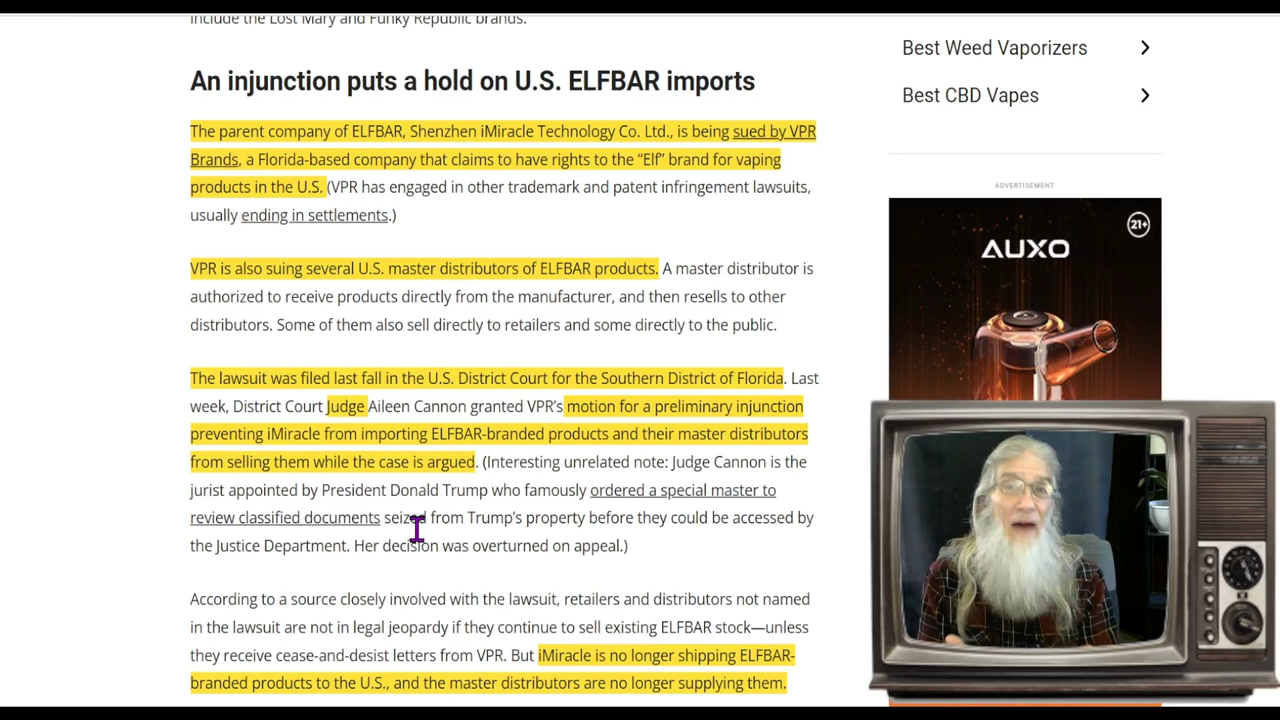 include the Lost Mary and Funky Republic brands.
An injunction puts a hold on U.S. ELFBAR imports
The parent company of ELFBAR, Shenzhen iMiracle Technology Co. Ltd., is being sued by VPR
Brands, a Florida-based company that claims to have rights to the “Elf” brand for vaping
products in the U.S. (VPR has engaged in other trademark and patent infringement lawsuits,
usually ending in settlements.)
VPR is also suing several U.S. master distributors of ELFBAR products. A master distributor is
authorized to receive products directly from the manufacturer, and then resells to other
distributors. Some of them also sell directly to retailers and some directly to the public.
The lawsuit was filed last fall in the U.S. District Court for the Southern District of Florida. Last
week, District Court Judge Aileen Cannon granted VPR’s motion for a preliminary injunction
preventing iMiracle from importing ELFBAR-branded products and their master distributors
from selling them while the case is argued. (Interesting unrelated note: Judge Cannon is the
jurist appointed by President Donald Trump who famously ordered a special master to
review classified documents seized from Trump’s property before they could be accessed by
the Justice Department. Her decision was overturned on appeal.)
According to a source closely involved with the lawsuit, retailers and distributors not named
in the lawsuit are not in legal jeopardy if they continue to sell existing ELFBAR stock—unless
they receive cease-and-desist letters from VPR. But iMiracle is no longer shipping ELFBAR-
branded products to the U.S., and the master distributors are no longer supplying them.
Best Weed Vaporizers
Best CBD Vapes
ADVERTISEMENT
21+
AUXO